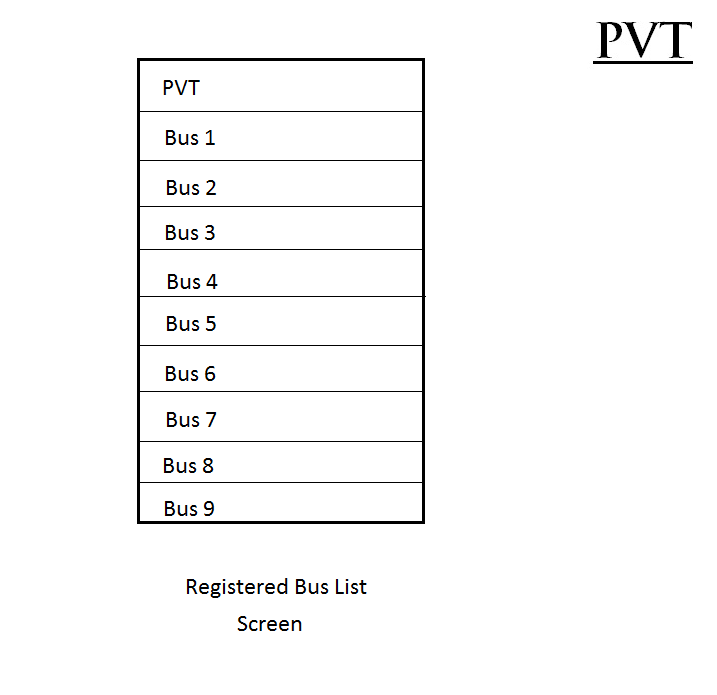 PVT
PVT
Bus 1
Bus 2
Bus 3
Bus 4
Bus 5
Bus 6
Bus 7
Bus 8
Bus 9
Registered Bus List
Screen